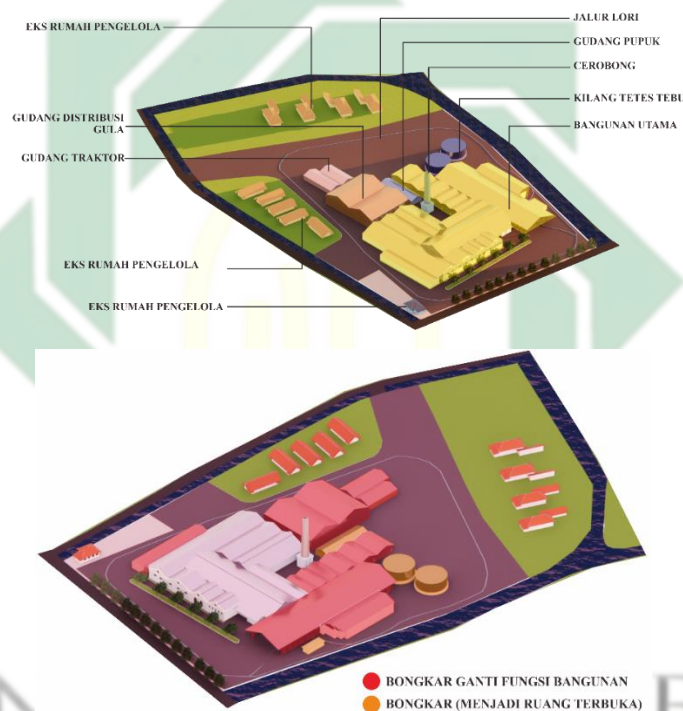 EKS RUMAH PENGELOLA
GUDANG DISTRIBUSI
GULA
GUDANG TRAKTOR
EKS RUMAH PENGELOLA
EKS RUMAH PENGELOLA
JALUR LORI
GUDANG PUPUK
CEROBONG
KILANG TETES TEBU
BANGUNAN UTAMA
BONGKAR GANTI FUNGSI BANGUNAN
BONGKAR (MENJADI RUANG TERBUKA)